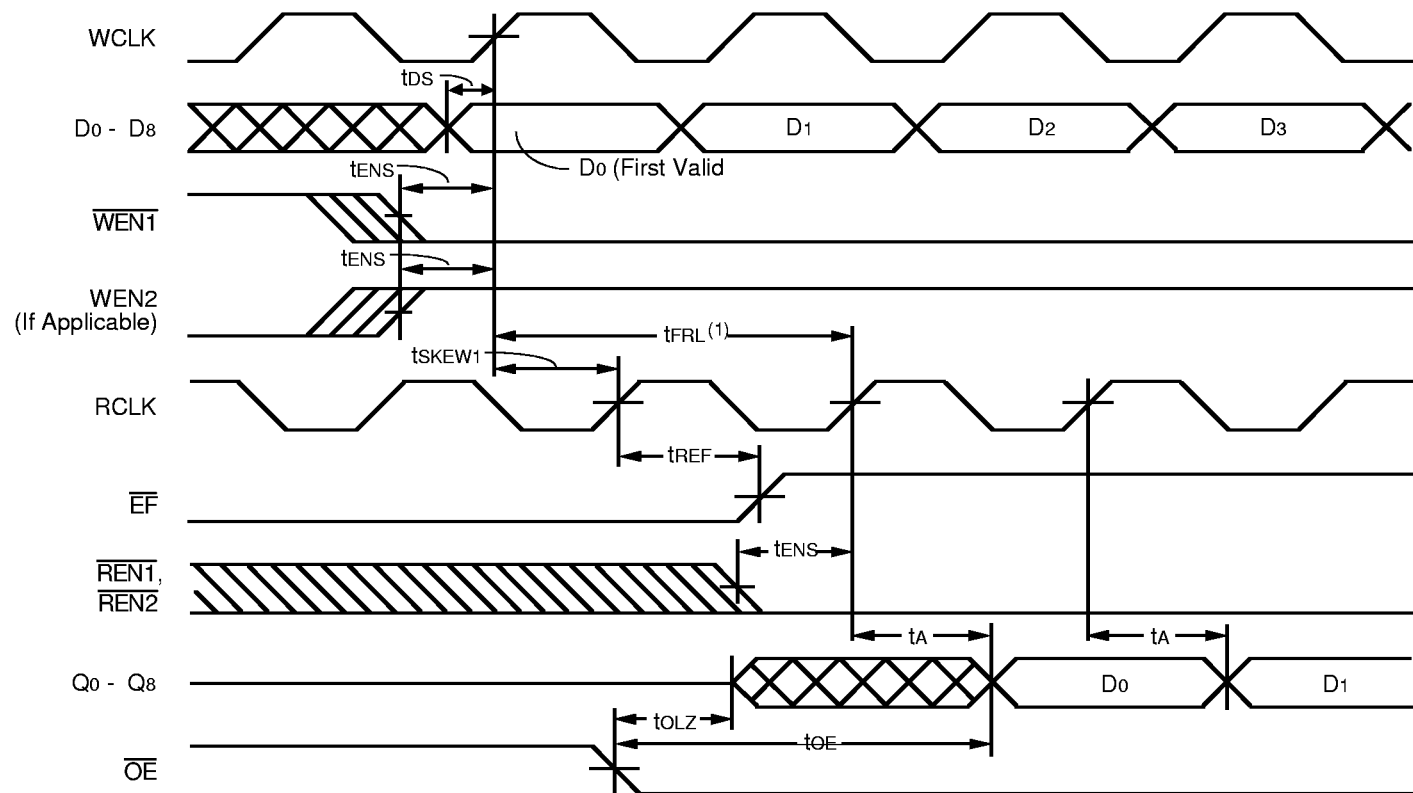 WCLK
tDS
D0 - D8
D1
D2
D3
D0 (First Valid
tENS
WEN1
tENS
WEN2
(If Applicable)
tFRL(1)
tSKEW1
RCLK
tREF
EF
tENS
REN1,
REN2
tA
tA
Q0 - Q8
D0
D1
tOLZ
tOE
OE